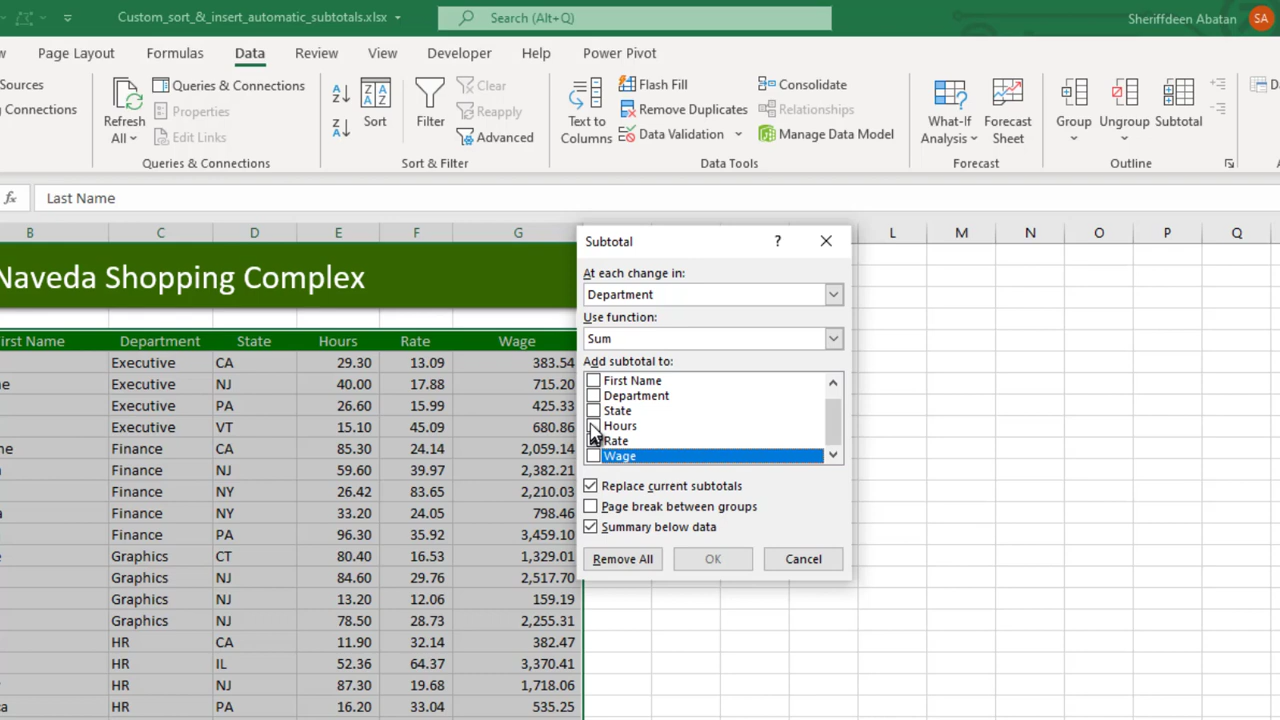 Custom_sort_&_insert_automatic_subtotals.xlsx
Search (Alt+Q)
Sheriffdeen Abatan
SA
Page Layout
Formulas
Data
Review
View
Developer
Help
Power Pivot
Sources
Connections
Refresh
All
Queries & Connections
Properties
Edit Links
Queries & Connections
Sort
Filter
Clear
Reapply
Advanced
Sort & Filter
Text to
Columns
Flash Fill
Remove Duplicates
Data Validation
Consolidate
Relationships
Manage Data Model
Data Tools
What-If
Analysis
Forecast
Sheet
Forecast
Group
Ungroup
Subtotal
Outline
fx
Last Name
B C D E F G L M N O P Q
Naveda Shopping Complex
irst Name Department State Hours Rate Wage
Executive CA 29.30 13.09 383.54
ne Executive NJ 40.00 17.88 715.20
Executive PA 26.60 15.99 425.33
Executive VT 15.10 45.09 680.86
ne Finance CA 85.30 24.14 2,059.14
Finance NJ 59.60 39.97 2,382.21
Finance NY 26.42 83.65 2,210.03
a Finance NY 33.20 24.05 798.46
Finance PA 96.30 35.92 3,459.10
Graphics CT 80.40 16.53 1,329.01
Graphics NJ 84.60 29.76 2,517.70
Graphics NJ 13.20 12.06 159.19
Graphics NJ 78.50 28.73 2,255.31
HR CA 11.90 32.14 382.47
HR IL 52.36 64.37 3,370.41
HR NJ 87.30 19.68 1,718.06
ca HR PA 16.20 33.04 535.25
Subtotal
?
At each change in:
Department
Use function:
Sum
Add subtotal to:
First Name
Department
State
Hours
Rate
Wage
Replace current subtotals
Page break between groups
Summary below data
Remove All
OK
Cancel